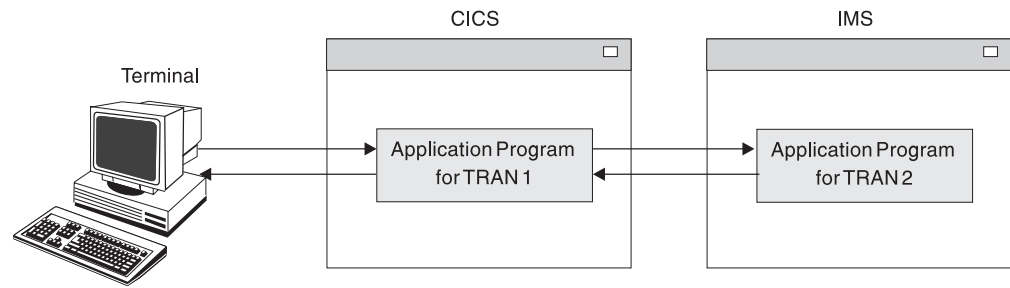 CICS
IMS
Terminal
Application Program
for TRAN 1
Application Program
for TRAN 2